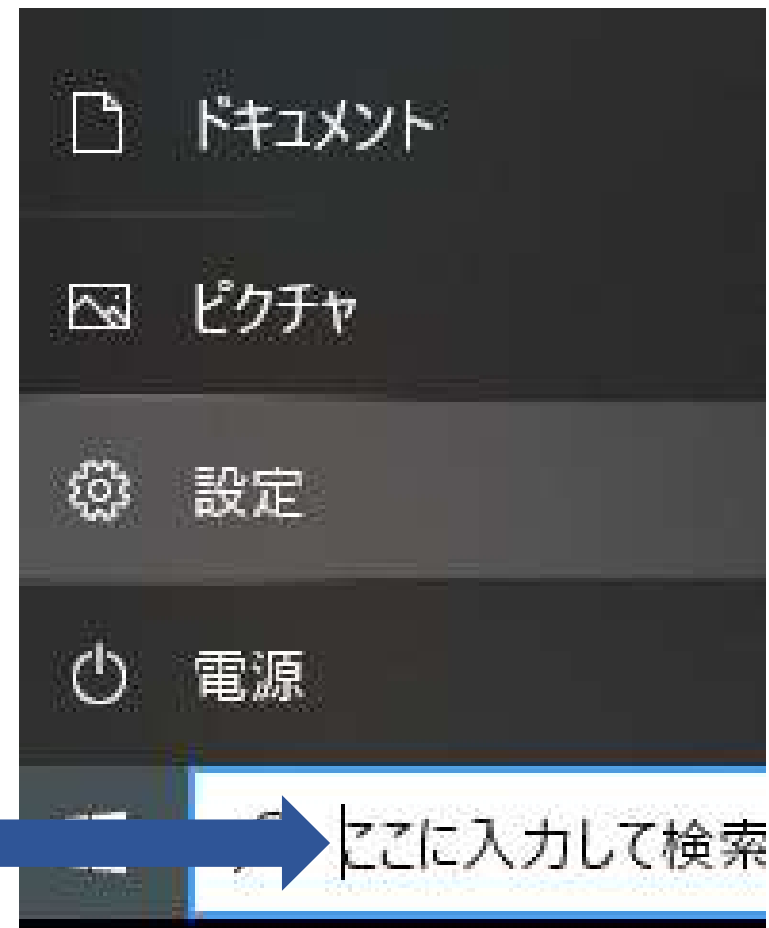 ドキュメント
ピクチャ
設定
電源
ここに入力して検索